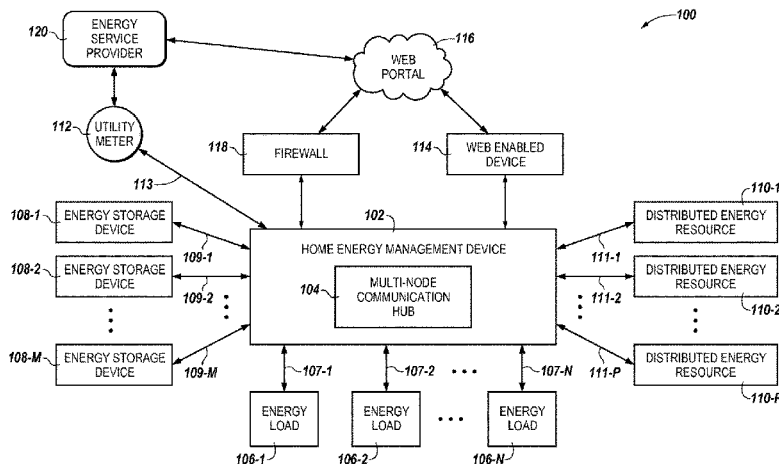 100
120
ENERGY
SERVICE
PROVIDER
116
WEB
PORTAL
112
UTILITY
METER
118
FIREWALL
114
WEB ENABLED
DEVICE
113
108-1
ENERGY STORAGE
DEVICE
109-1
102
HOME ENERGY MANAGEMENT DEVICE
110-1
DISTRIBUTED ENERGY
RESOURCE
111-1
108-2
ENERGY STORAGE
DEVICE
109-2
104
MULTI-NODE
COMMUNICATION
HUB
111-2
DISTRIBUTED ENERGY
RESOURCE
110-2
108-M
ENERGY STORAGE
DEVICE
109-M
107-1
107-2
107-N
111-P
DISTRIBUTED ENERGY
RESOURCE
110-P
ENERGY
LOAD
106-1
ENERGY
LOAD
106-2
ENERGY
LOAD
106-N